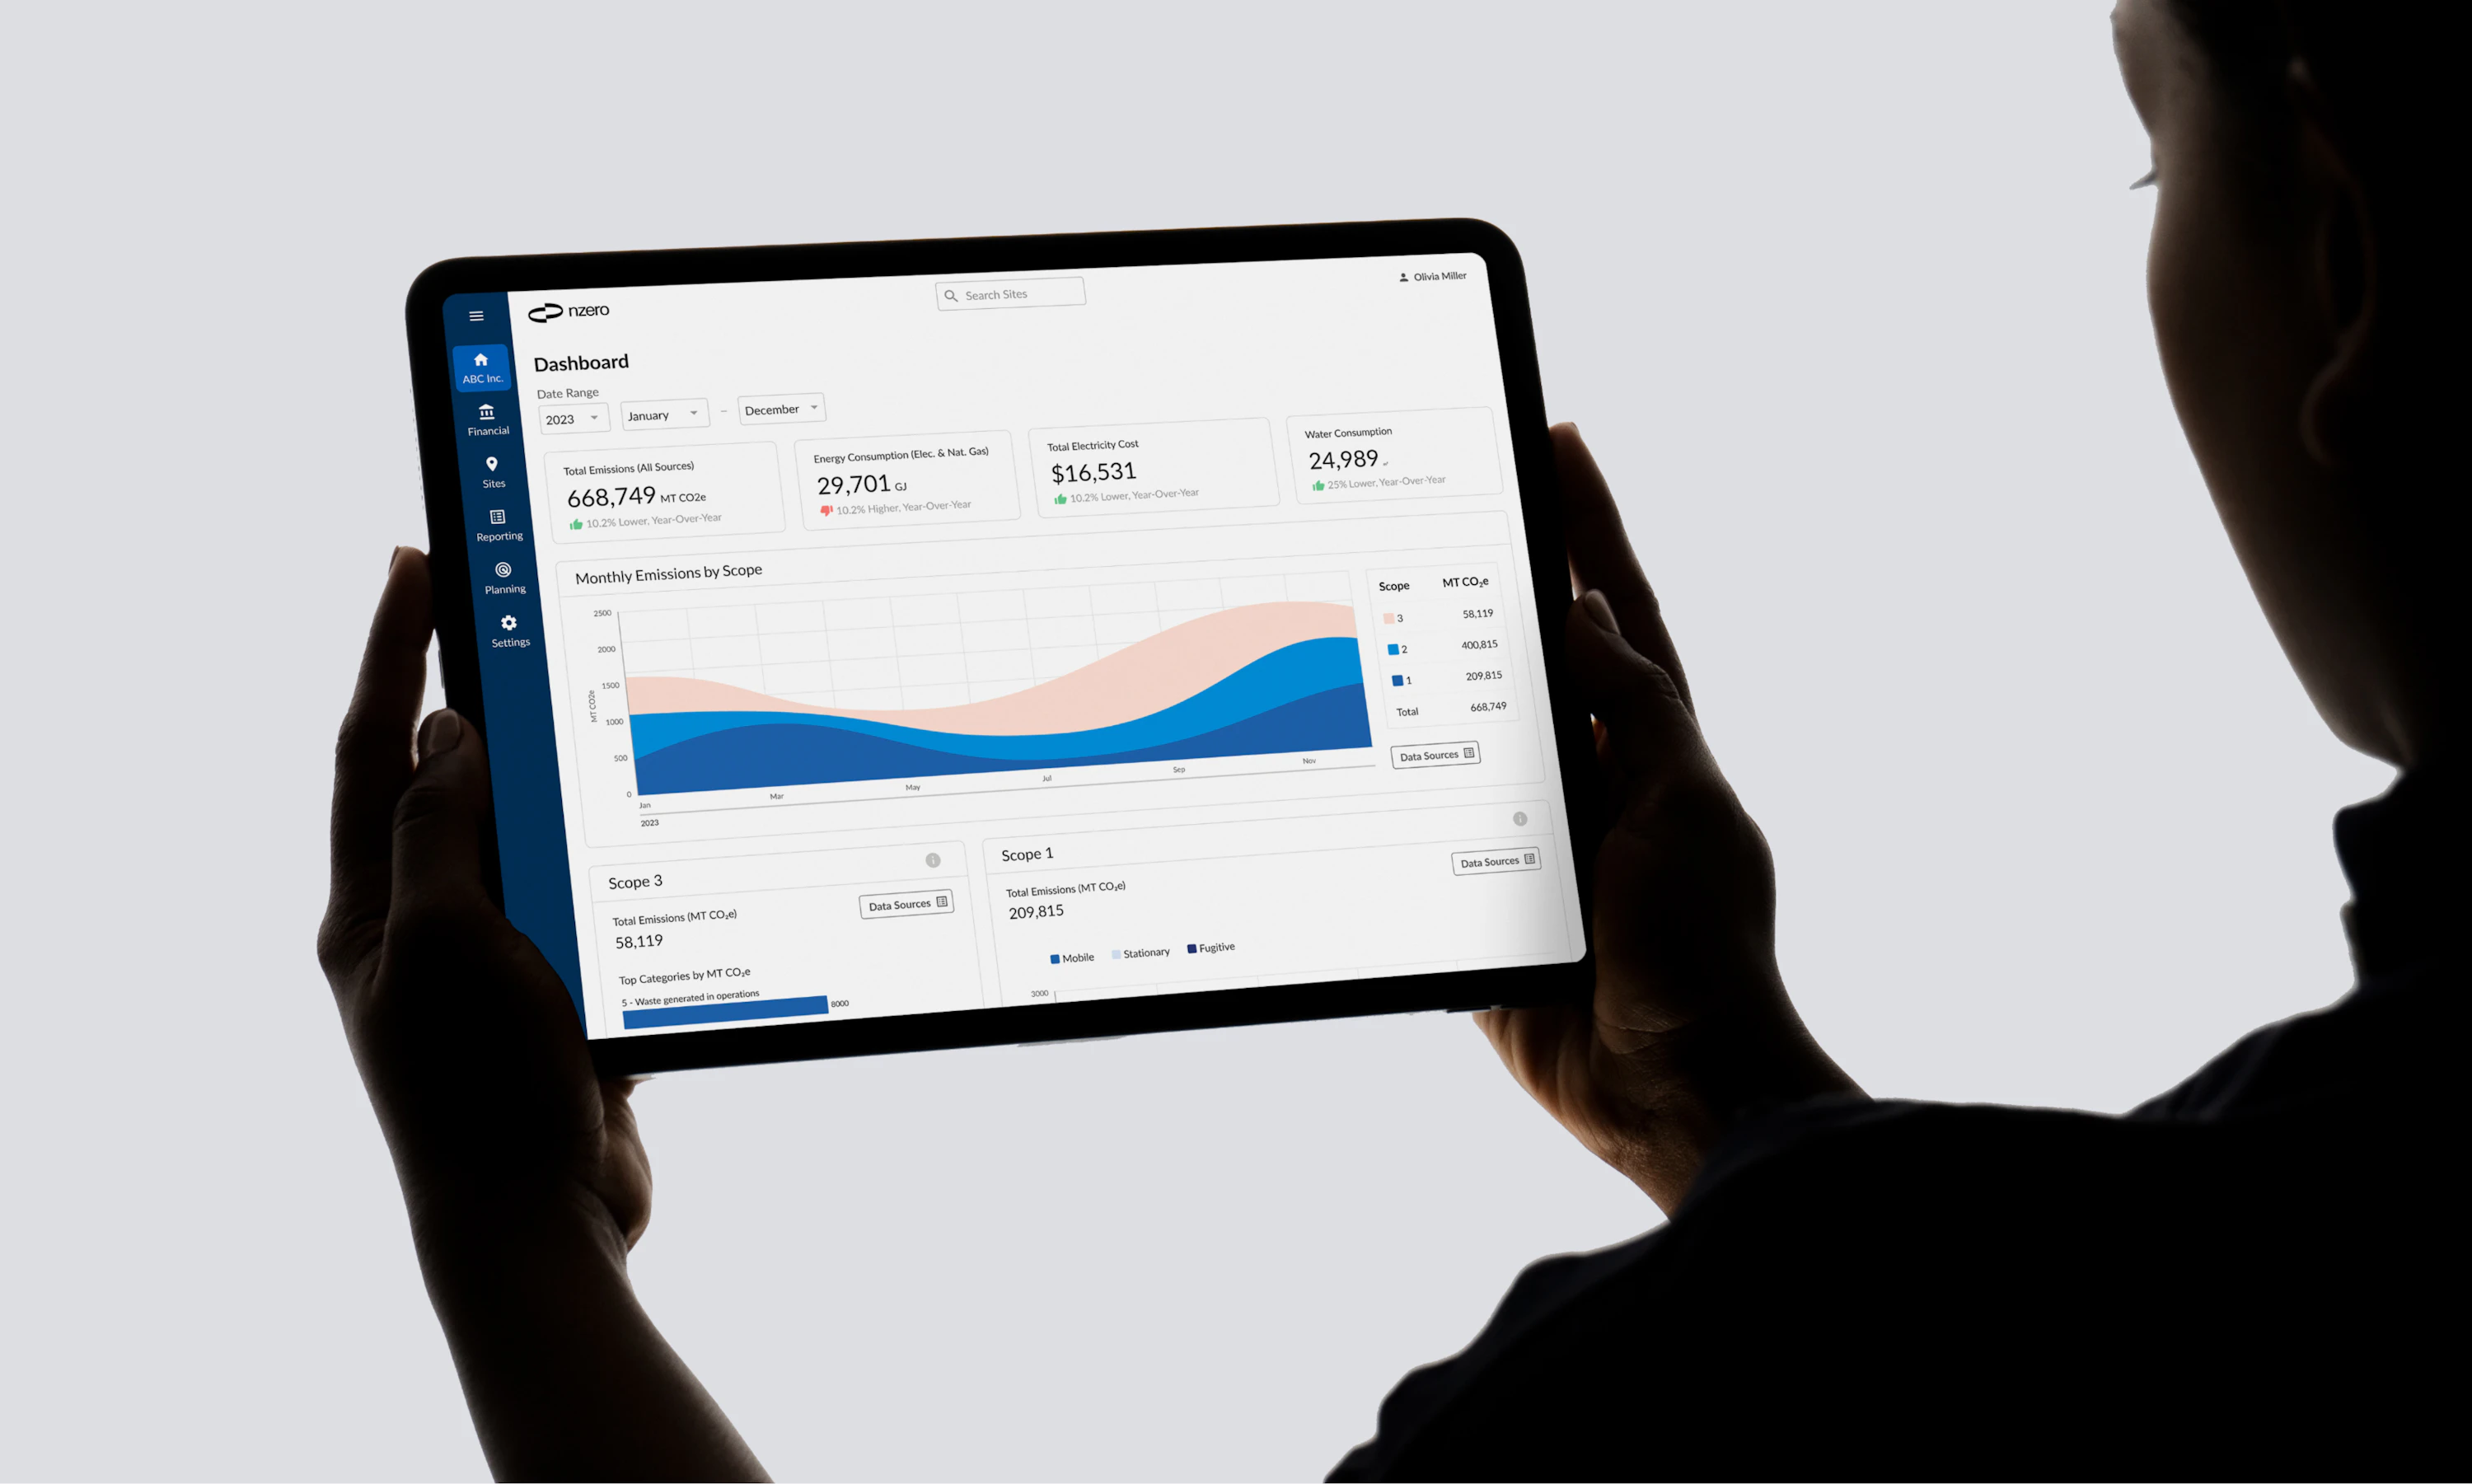 nzero
Search Sites
Olivia Miller
ABC Inc.
Financial
Sites
Reporting
Planning
Settings
Dashboard
Date Range
2023
January
–
December
Total Emissions (All Sources)
668,749 MT CO2e
10.2% Lower, Year-Over-Year
Energy Consumption (Elec. & Nat. Gas)
29,701 GJ
10.2% Higher, Year-Over-Year
Total Electricity Cost
$16,531
10.2% Lower, Year-Over-Year
Water Consumption
24,989
25% Lower, Year-Over-Year
Monthly Emissions by Scope
MT CO2e
2500
2000
1500
1000
500
0
Jan
Mar
May
Jul
Sep
Nov
2023
Scope MT CO₂e
3 58,119
2 400,815
1 209,815
Total 668,749
Data Sources
Scope 3
Total Emissions (MT CO₂e)
58,119
Data Sources
Top Categories by MT CO₂e
5 - Waste generated in operations
8000
Scope 1
Total Emissions (MT CO₂e)
209,815
Data Sources
Mobile Stationary Fugitive
3000